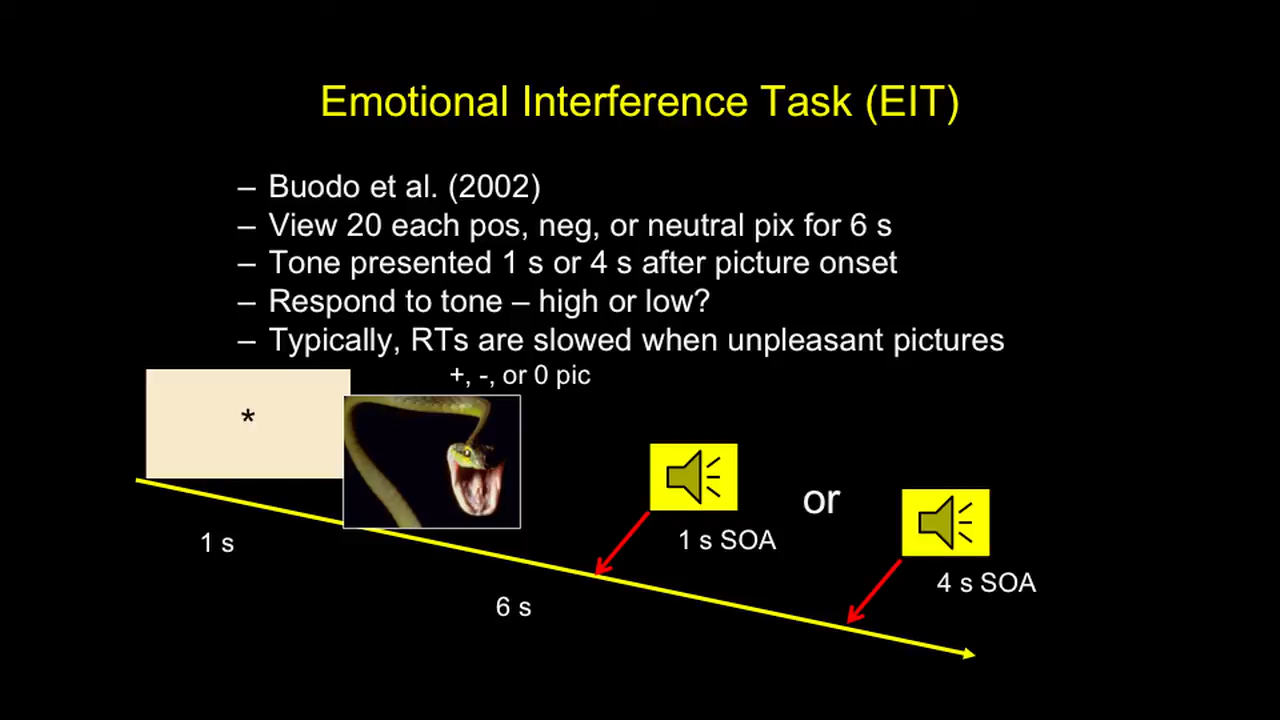 Emotional Interference Task (EIT)
– Buodo et al. (2002)
– View 20 each pos, neg, or neutral pix for 6 s
– Tone presented 1 s or 4 s after picture onset
– Respond to tone – high or low?
– Typically, RTs are slowed when unpleasant pictures
+, -, or 0 pic
*
or
1 s SOA
1 s
4 s SOA
6 s